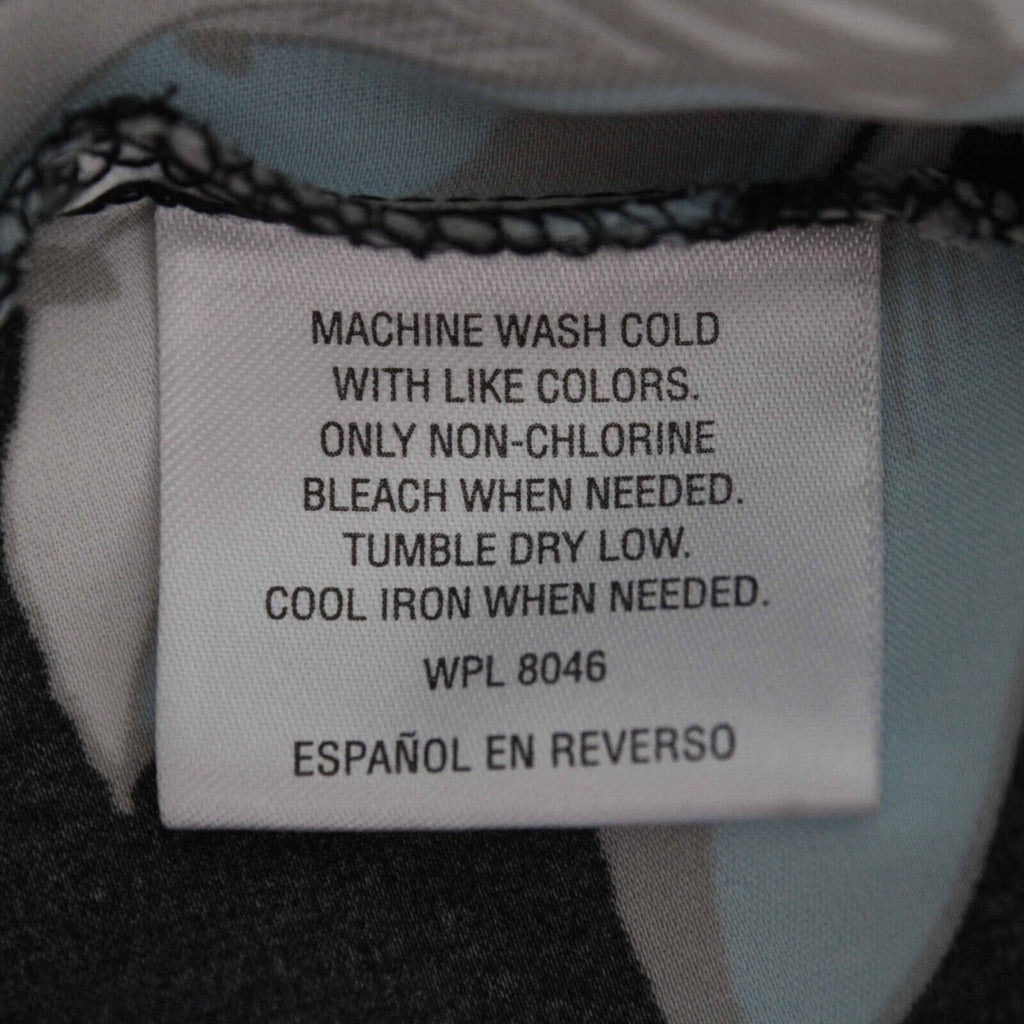 MACHINE WASH COLD
WITH LIKE COLORS.
ONLY NON-CHLORINE
BLEACH WHEN NEEDED.
TUMBLE DRY LOW.
COOL IRON WHEN NEEDED.
WPL 8046
ESPAÑOL EN REVERSO